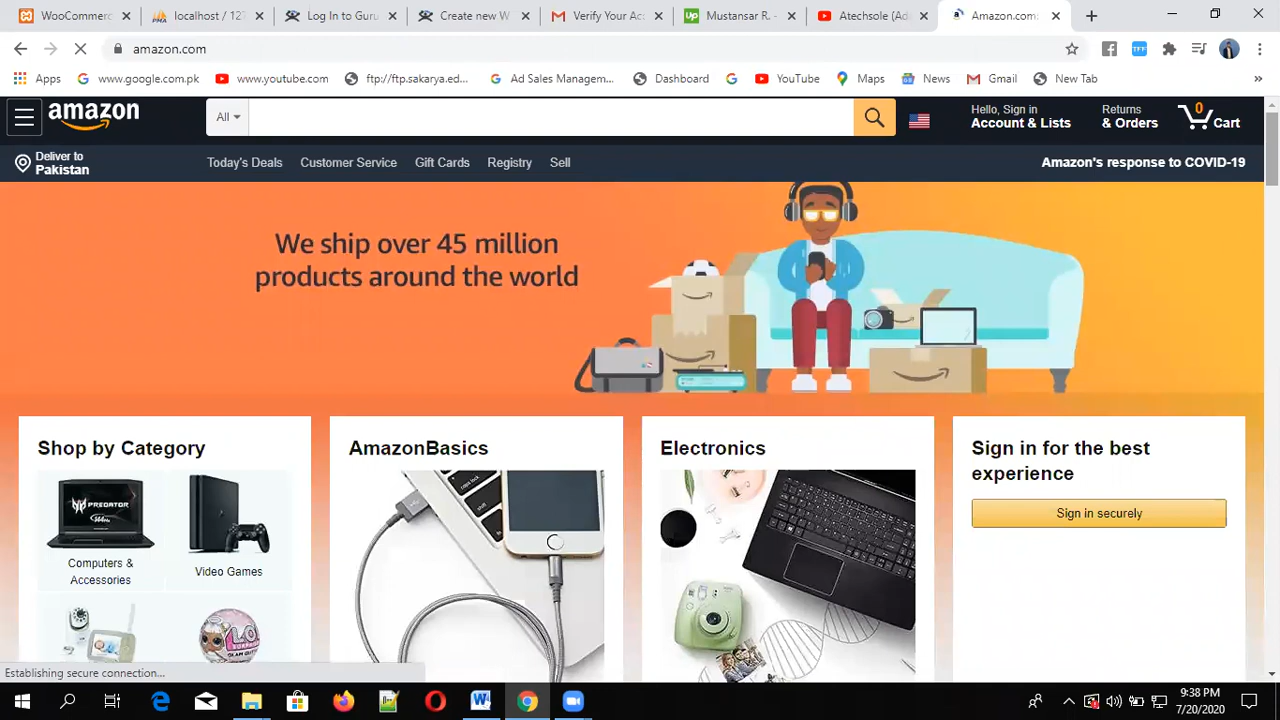 WooCommerc
localhost / 127
Log In to Guru
Create new W
Verify Your Ac
Mustansar R. -
Atechsole (Ad
Amazon.com:
amazon.com
Apps
www.google.com.pk
www.youtube.com
ftp://ftp.sakarya.ed...
Ad Sales Managem...
Dashboard
YouTube
Maps
News
Gmail
New Tab
amazon
All
Hello, Sign in
Account & Lists
Returns
& Orders
0
Cart
Deliver to
Pakistan
Today's Deals
Customer Service
Gift Cards
Registry
Sell
Amazon's response to COVID-19
We ship over 45 million
products around the world
Shop by Category
AmazonBasics
Electronics
Sign in for the best
experience
PREDATOR
Sign in securely
Computers &
Accessories
Video Games
Establishing secure connection...
9:38 PM
7/20/2020